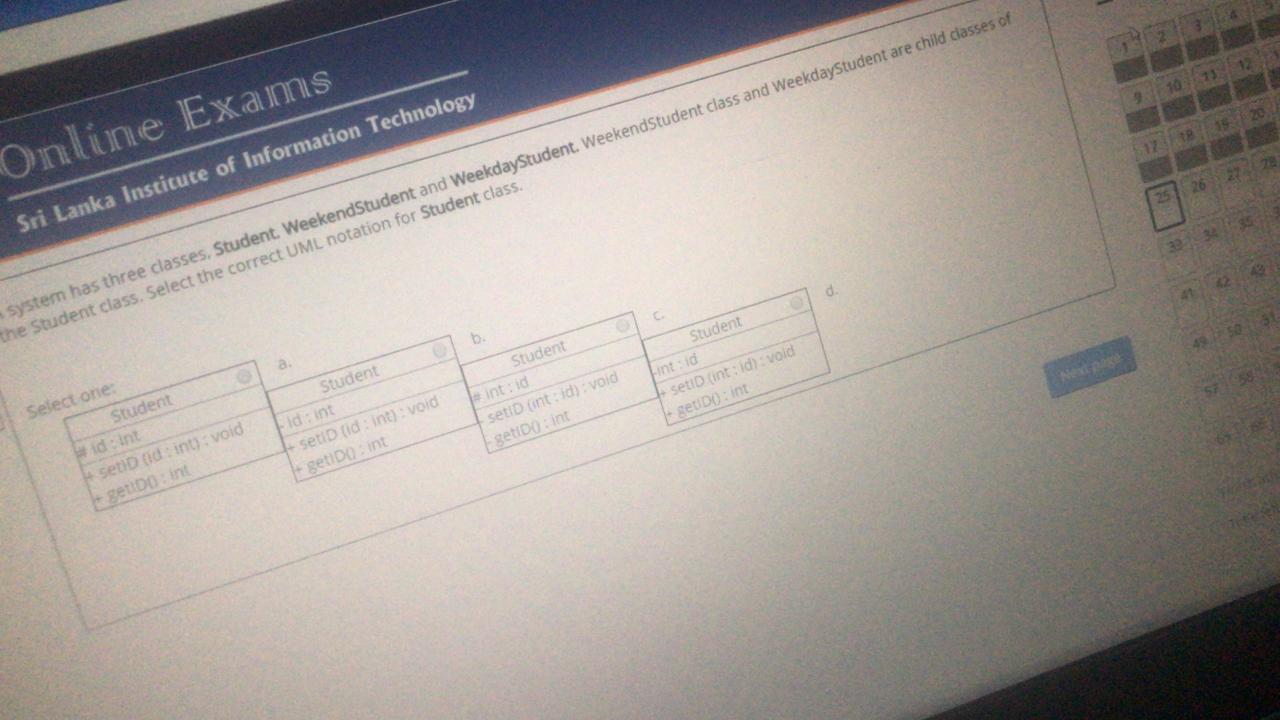 Online Exams
Sri Lanka Institute of Information Technology
system has three classes, Student. WeekendStudent and WeekdayStudent. WeekendStudent class and WeekdayStudent are child classes of
the Student class. Select the correct UML notation for Student class.
Select one:
Student
# id : int
+ setID (id : int) : void
+ getID() : int
a.
Student
- id : int
+ setID (id : int) : void
+ getID() : int
b.
Student
# int : id
- setID (int : id) : void
- getID() : int
c.
Student
-int : id
+ setID (int : id) : void
+ getID() : int
d.
Next page
1 2 3 4 5
9 10 11 12
17 18 19 20
25 26 27 28
33 34 35
41 42 43
49 50 51
57 58
65 66